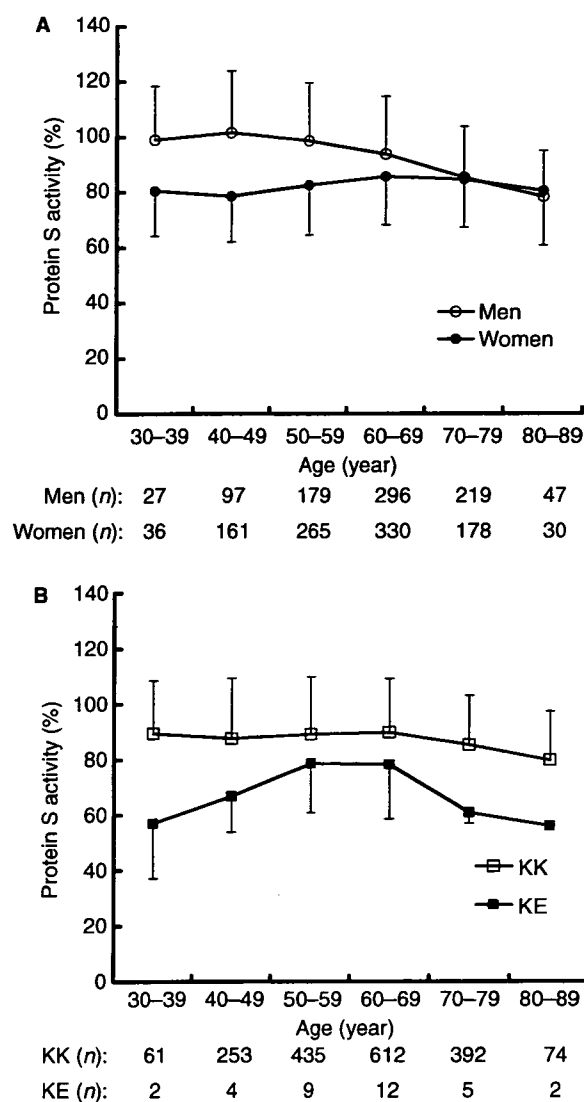 A
140
120
100
80
60
40
20
0
Protein S activity (%)
Men
Women
30–39 40–49 50–59 60–69 70–79 80–89
Age (year)
Men (n): 27 97 179 296 219 47
Women (n): 36 161 265 330 178 30
B
140
120
100
80
60
40
20
0
Protein S activity (%)
KK
KE
30–39 40–49 50–59 60–69 70–79 80–89
Age (year)
KK (n): 61 253 435 612 392 74
KE (n): 2 4 9 12 5 2